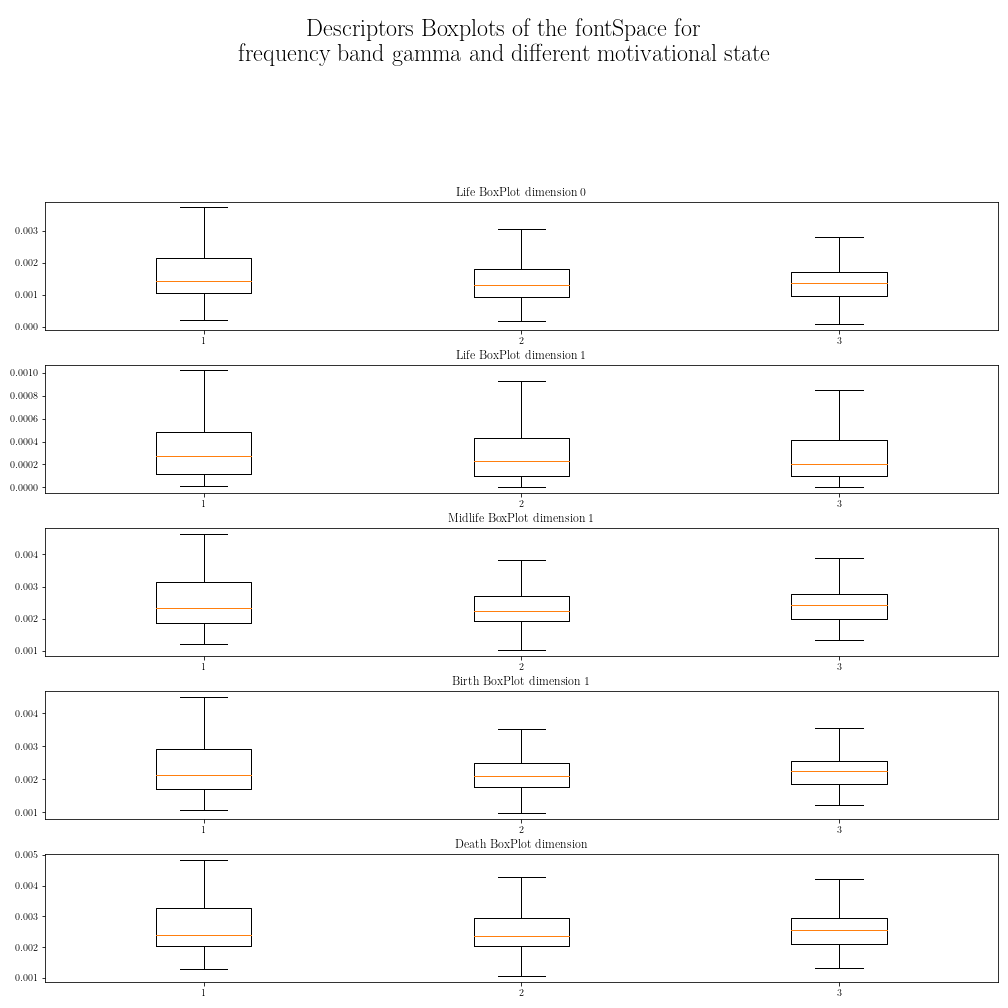 Descriptors Boxplots of the fontSpace for
frequency band gamma and different motivational state
Life BoxPlot dimension 0
0.003
0.002
0.001
0.000
1 2 3
Life BoxPlot dimension 1
0.0010
0.0008
0.0006
0.0004
0.0002
0.0000
1 2 3
Midlife BoxPlot dimension 1
0.004
0.003
0.002
0.001
1 2 3
Birth BoxPlot dimension 1
0.004
0.003
0.002
0.001
1 2 3
Death BoxPlot dimension
0.005
0.004
0.003
0.002
0.001
1 2 3